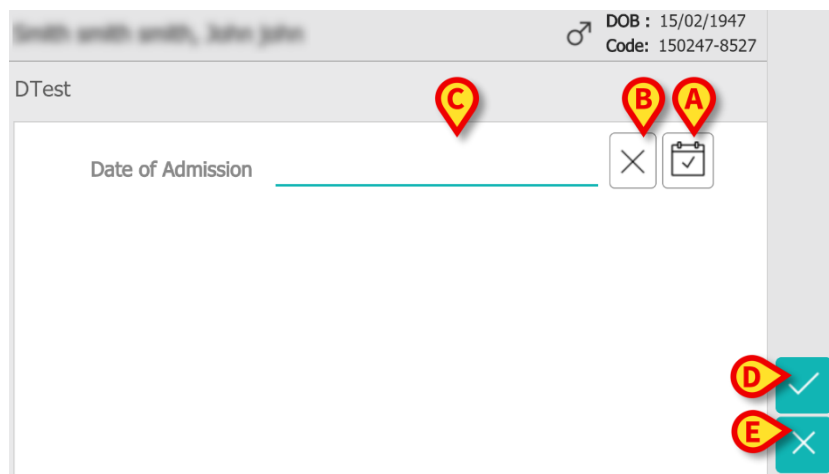 DOB : 15/02/1947
Code: 150247-8527
DTest
C
B
A
Date of Admission
D
E